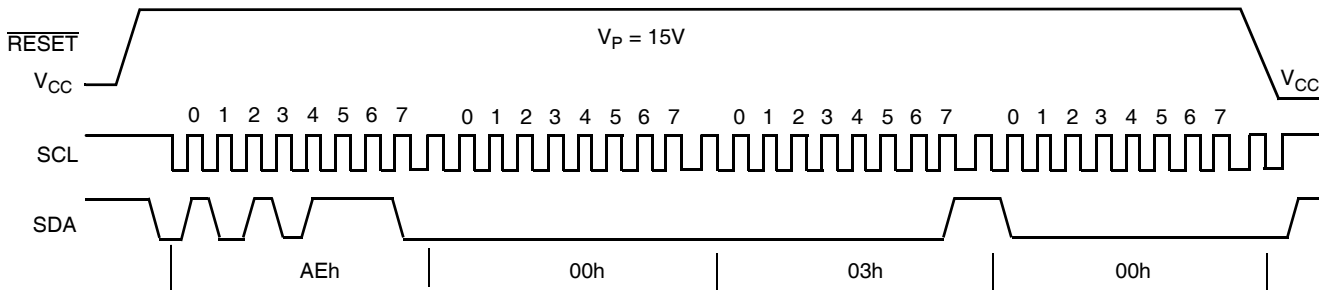 RESET
V_P = 15V
V_CC
V_CC
0 1 2 3 4 5 6 7 0 1 2 3 4 5 6 7 0 1 2 3 4 5 6 7 0 1 2 3 4 5 6 7
SCL
SDA
AEh 00h 03h 00h